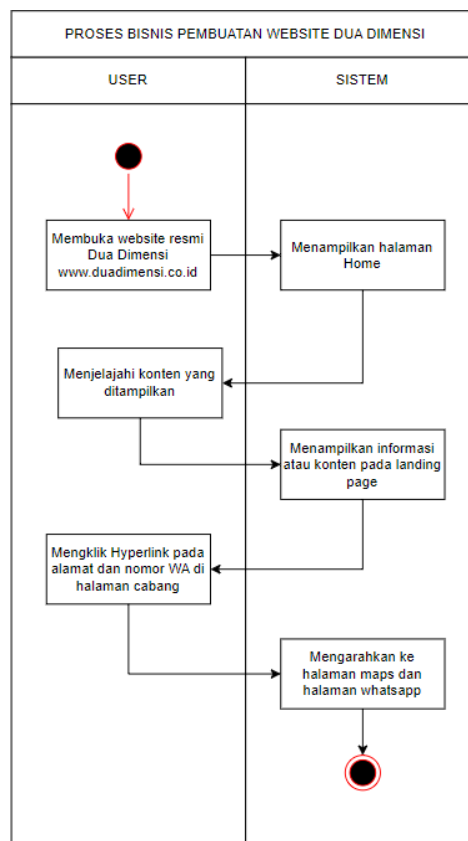 PROSES BISNIS PEMBUATAN WEBSITE DUA DIMENSI
USER
SISTEM
Membuka website resmi
Dua Dimensi
www.duadimensi.co.id
Menampilkan halaman
Home
Menjelajahi konten yang
ditampilkan
Menampilkan informasi
atau konten pada landing
page
Mengklik Hyperlink pada
alamat dan nomor WA di
halaman cabang
Mengarahkan ke
halaman maps dan
halaman whatsapp